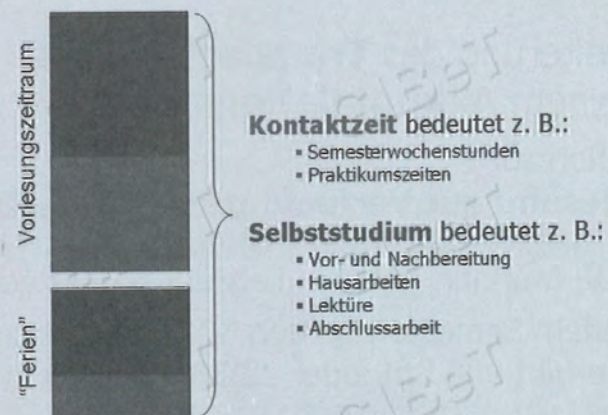 Vorlesungszeitraum
"Ferien"
Kontaktzeit bedeutet z. B.:
▪ Semesterwochenstunden
▪ Praktikumszeiten
Selbststudium bedeutet z. B.:
▪ Vor- und Nachbereitung
▪ Hausarbeiten
▪ Lektüre
▪ Abschlussarbeit